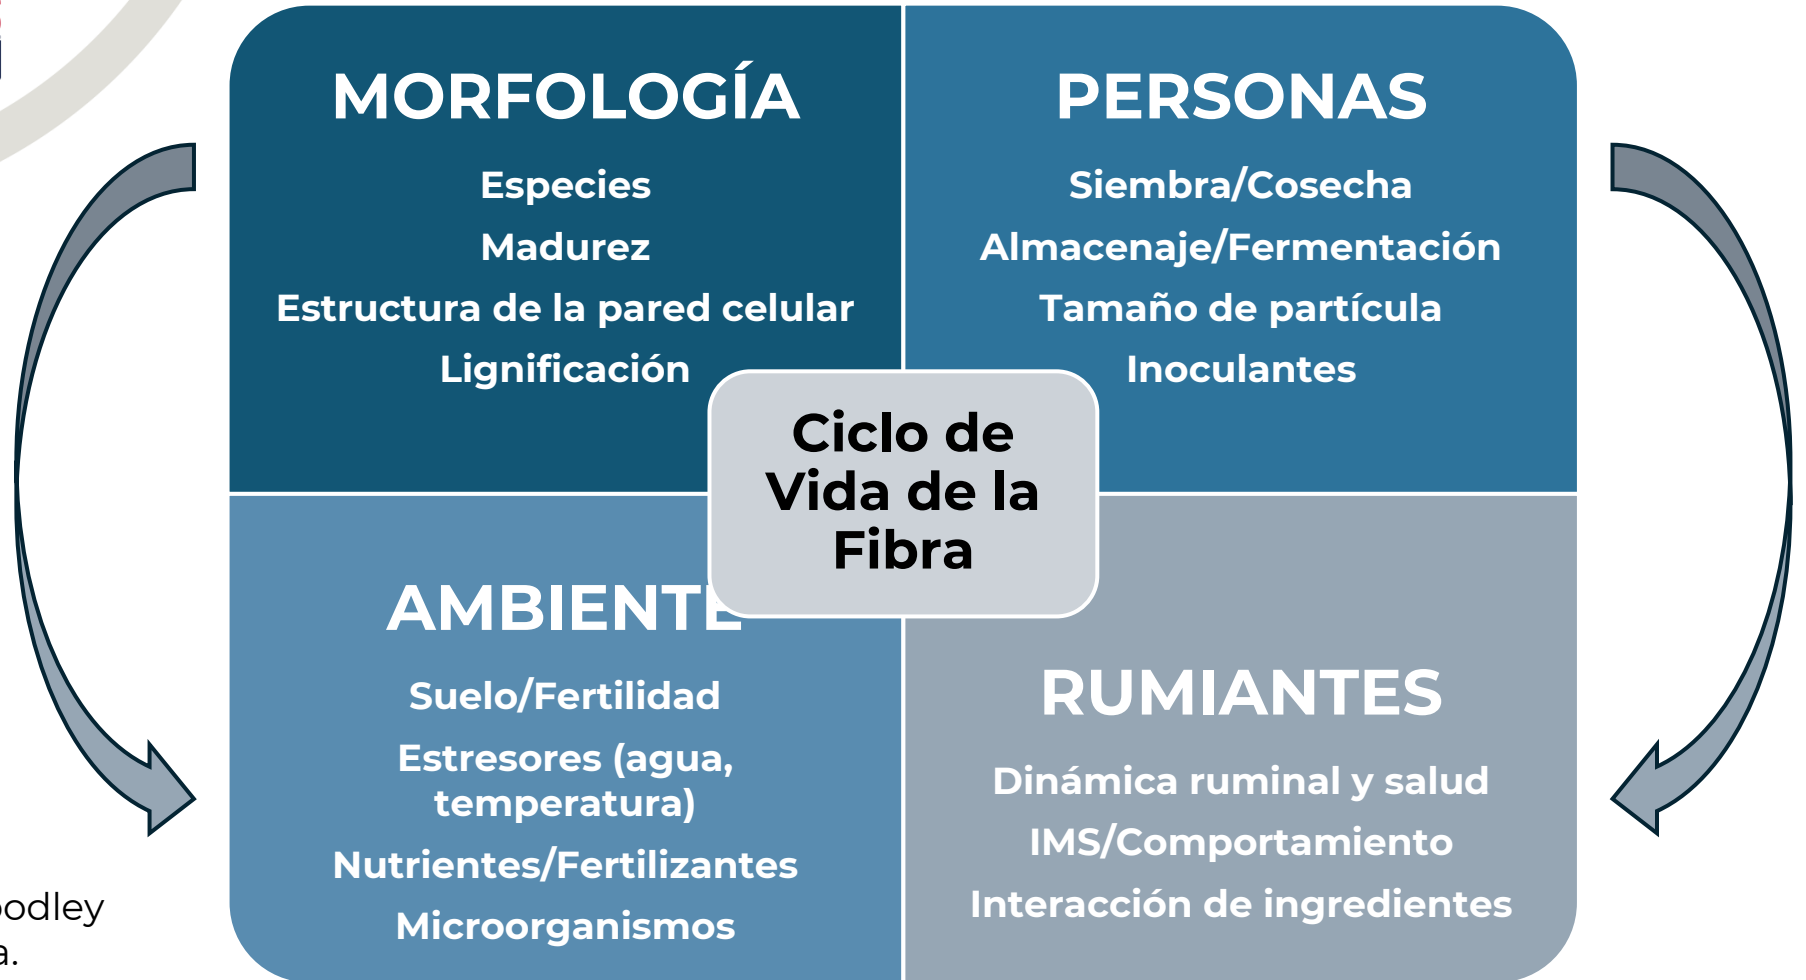 MORFOLOGÍA
Especies
Madurez
Estructura de la pared celular
Lignificación
PERSONAS
Siembra/Cosecha
Almacenaje/Fermentación
Tamaño de partícula
Inoculantes
Ciclo de
Vida de la
Fibra
AMBIENTE
Suelo/Fertilidad
Estresores (agua,
temperatura)
Nutrientes/Fertilizantes
Microorganismos
RUMIANTES
Dinámica ruminal y salud
IMS/Comportamiento
Interacción de ingredientes